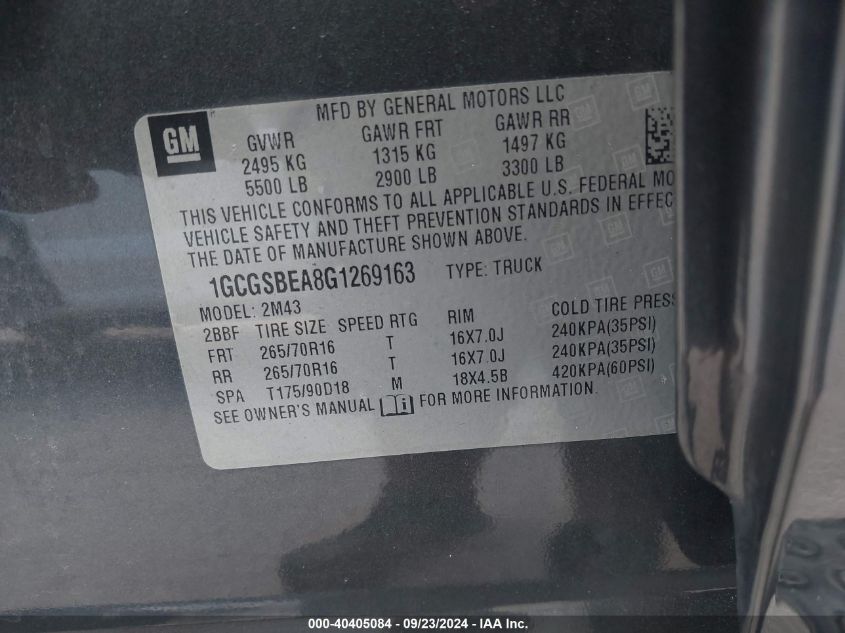 MFD BY GENERAL MOTORS LLC
GM
GVWR GAWR FRT GAWR RR
2495 KG 1315 KG 1497 KG
5500 LB 2900 LB 3300 LB
THIS VEHICLE CONFORMS TO ALL APPLICABLE U.S. FEDERAL MO
VEHICLE SAFETY AND THEFT PREVENTION STANDARDS IN EFFEC
THE DATE OF MANUFACTURE SHOWN ABOVE.
1GCGSBEA8G1269163 TYPE: TRUCK
MODEL: 2M43
2BBF TIRE SIZE SPEED RTG RIM COLD TIRE PRESS
FRT 265/70R16 T 16X7.0J 240KPA(35PSI)
RR 265/70R16 T 16X7.0J 240KPA(35PSI)
SPA T175/90D18 M 18X4.5B 420KPA(60PSI)
SEE OWNER'S MANUAL i FOR MORE INFORMATION.
000-40405084 - 09/23/2024 - IAA Inc.